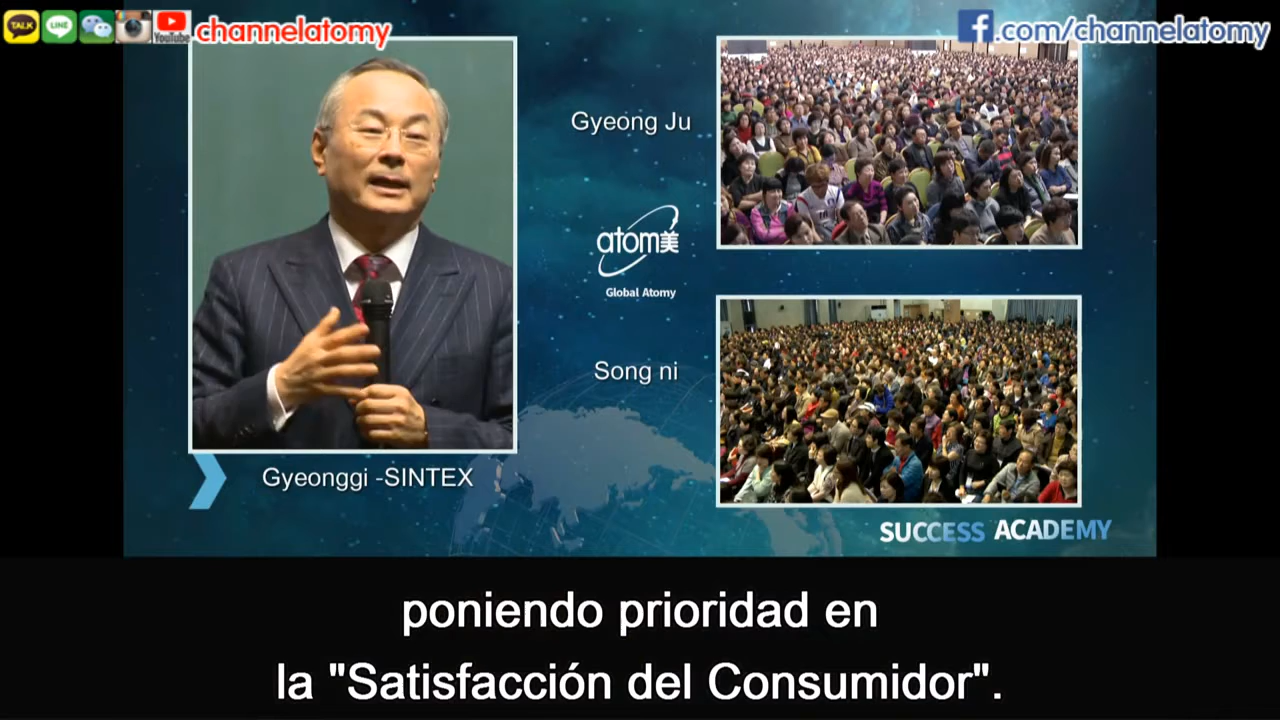 TALK
LINE
YouTube
channelatomy
f.com/channelatomy
Gyeong Ju
atom美
Global Atomy
Song ni
Gyeonggi -SINTEX
SUCCESS ACADEMY
poniendo prioridad en
la "Satisfacción del Consumidor".